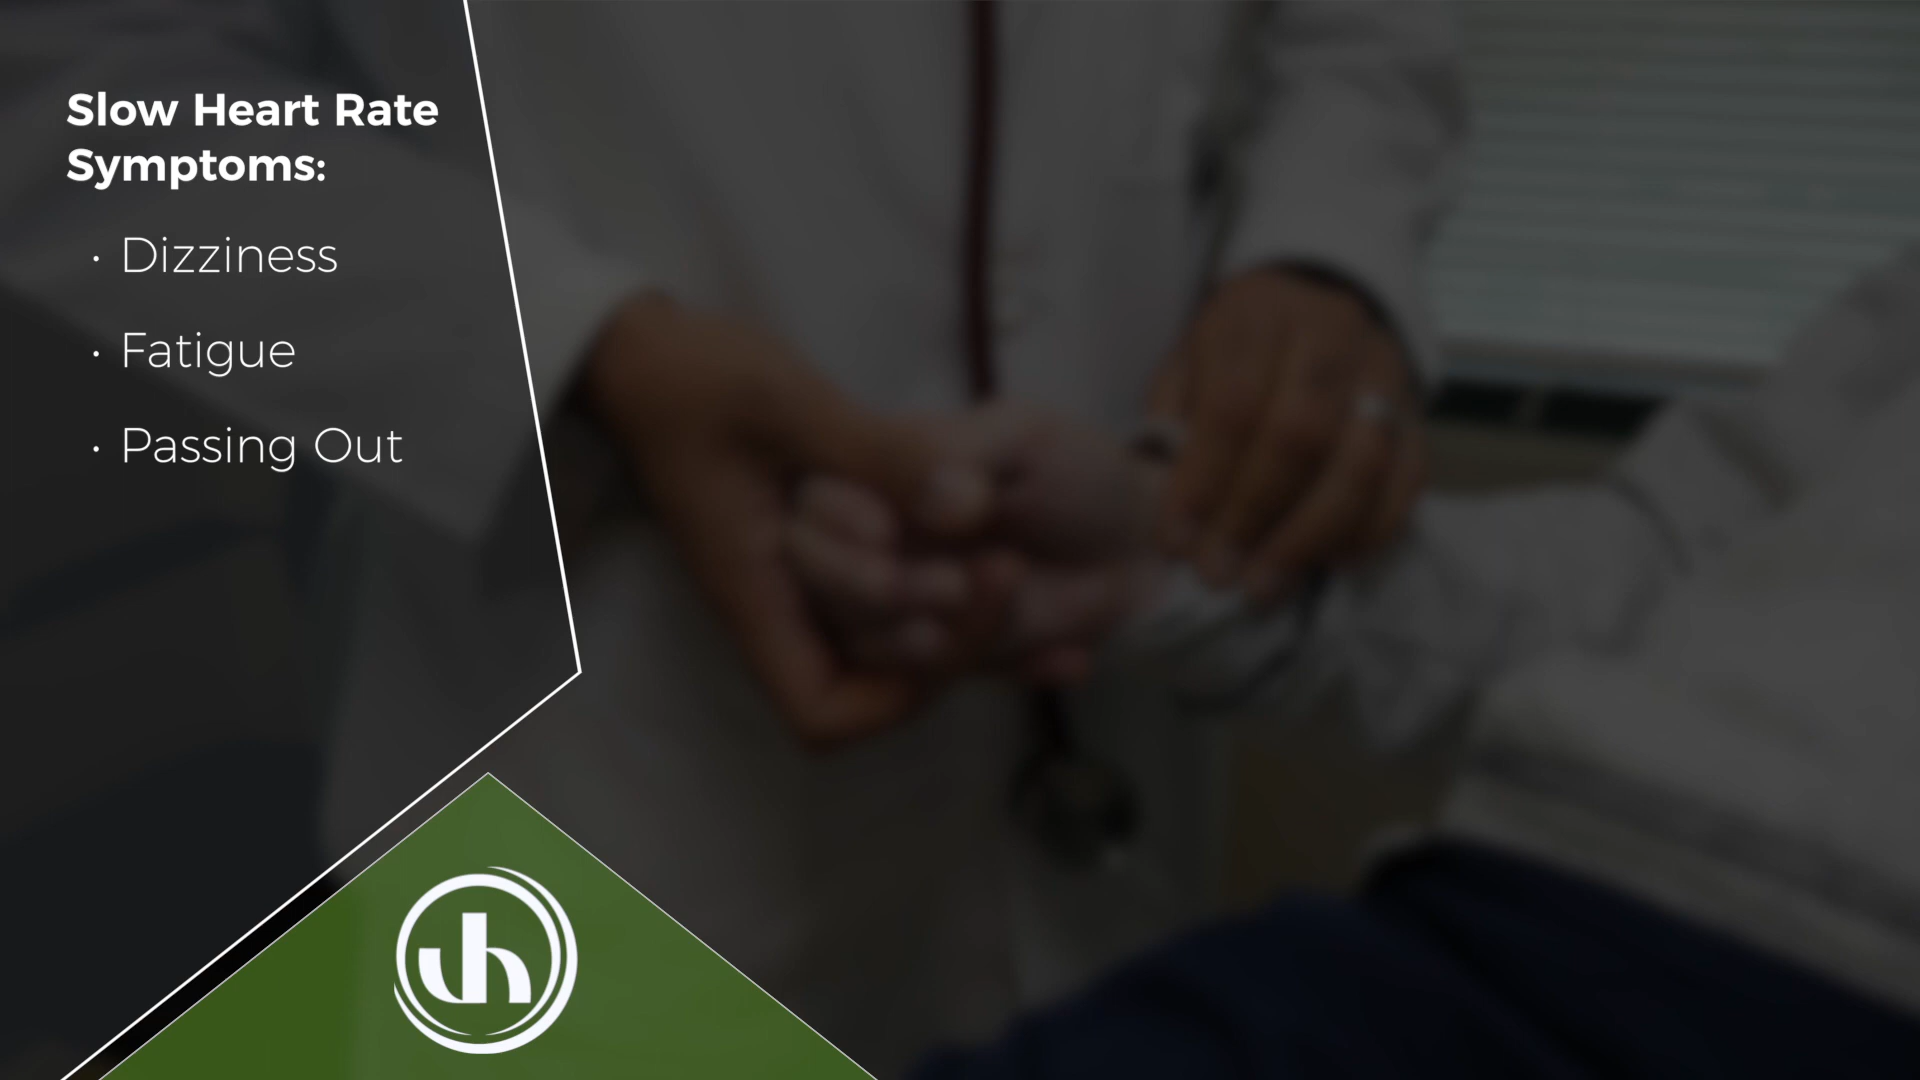 Slow Heart Rate
Symptoms:
· Dizziness
· Fatigue
· Passing Out